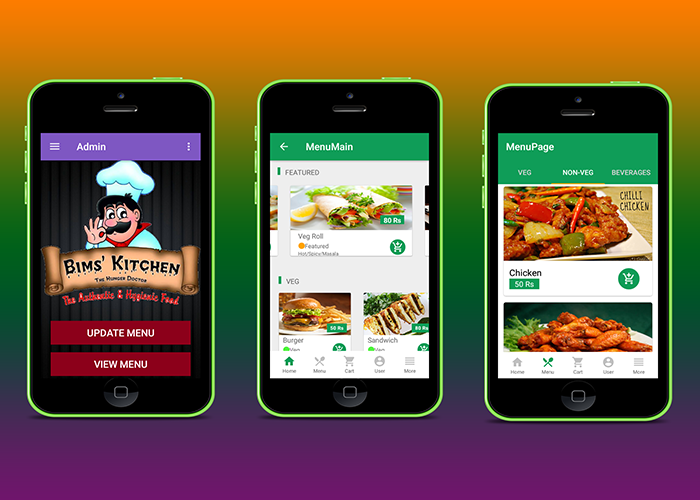 Admin
BIMS' KITCHEN
THE HUNGER DOCTOR
The Authentic & Hygienic Food
UPDATE MENU
VIEW MENU
MenuMain
FEATURED
80 Rs
Veg Roll
Featured
Hot/Spicy/Masala
VEG
50 Rs
80 Rs
Burger
Sandwich
Veg
Veg
Home
Menu
Cart
User
More
MenuPage
VEG
NON-VEG
BEVERAGES
CHILLI
CHICKEN
Chicken
50 Rs
Home
Menu
Cart
User
More